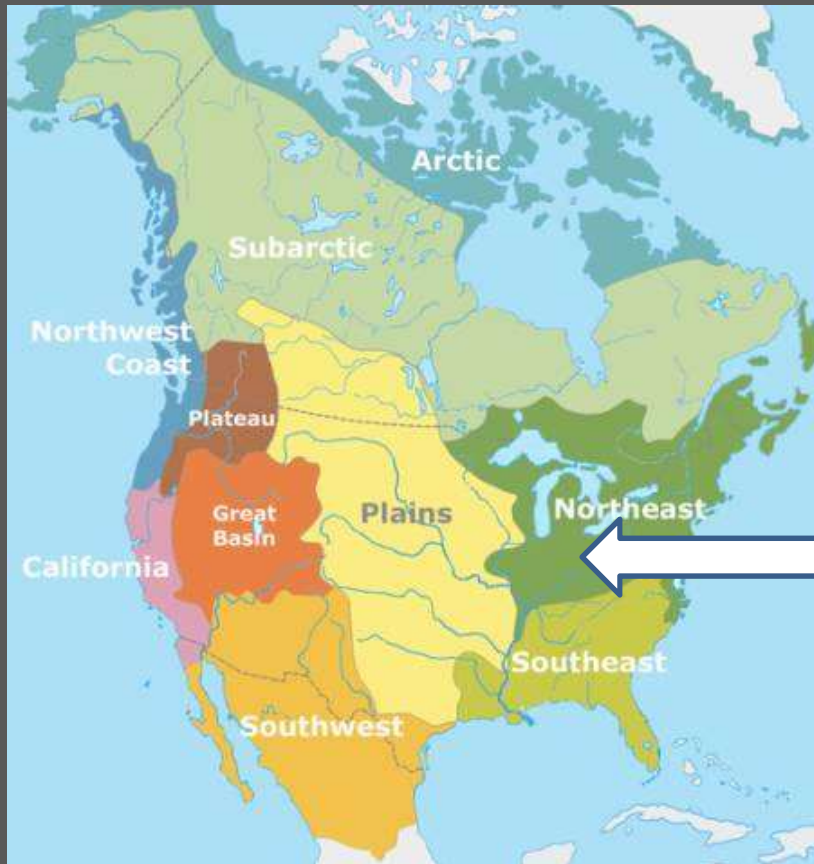 Arctic
Subarctic
Northwest
Coast
Plateau
Plains
Northeast
Great
Basin
California
Southeast
Southwest